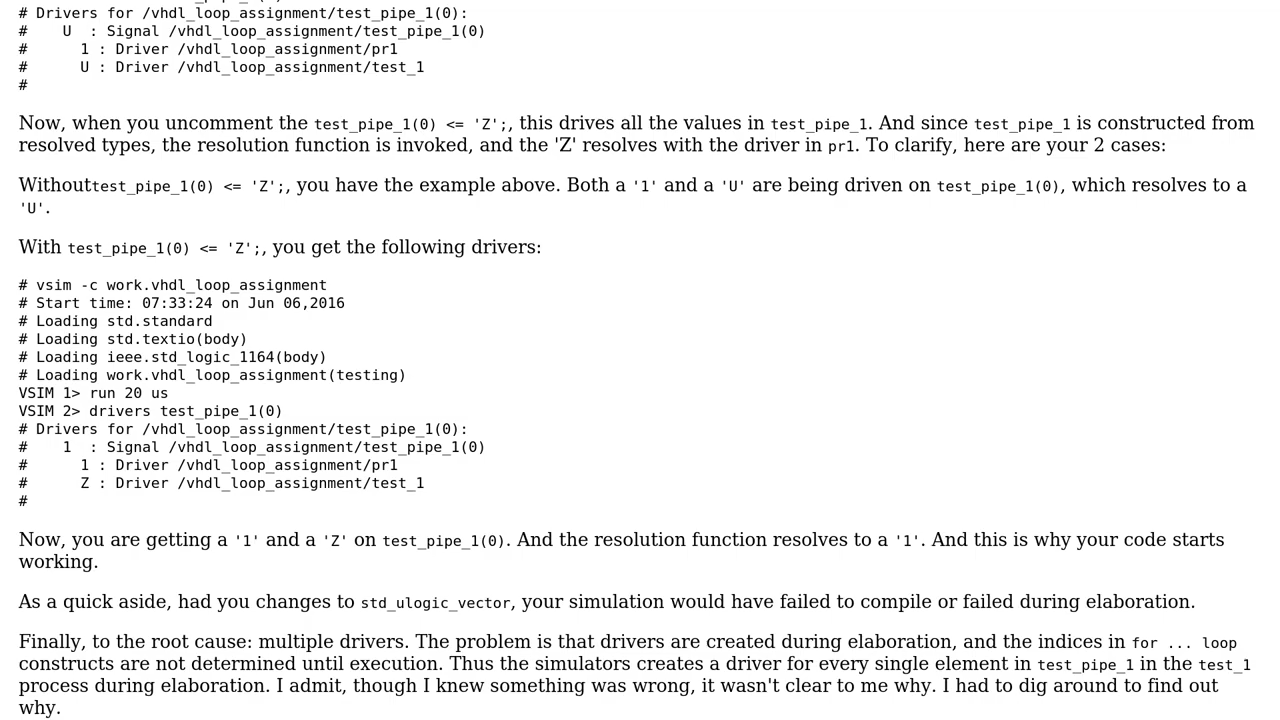 # Drivers for /vhdl_loop_assignment/test_pipe_1(0):
#    U  : Signal /vhdl_loop_assignment/test_pipe_1(0)
#      1 : Driver /vhdl_loop_assignment/pr1
#      U : Driver /vhdl_loop_assignment/test_1
#
Now, when you uncomment the test_pipe_1(0) <= 'Z';, this drives all the values in test_pipe_1. And since test_pipe_1 is constructed from
resolved types, the resolution function is invoked, and the 'Z' resolves with the driver in pr1. To clarify, here are your 2 cases:
Withouttest_pipe_1(0) <= 'Z';, you have the example above. Both a '1' and a 'U' are being driven on test_pipe_1(0), which resolves to a
'U'.
With test_pipe_1(0) <= 'Z';, you get the following drivers:
# vsim -c work.vhdl_loop_assignment
# Start time: 07:33:24 on Jun 06,2016
# Loading std.standard
# Loading std.textio(body)
# Loading ieee.std_logic_1164(body)
# Loading work.vhdl_loop_assignment(testing)
VSIM 1> run 20 us
VSIM 2> drivers test_pipe_1(0)
# Drivers for /vhdl_loop_assignment/test_pipe_1(0):
#    1  : Signal /vhdl_loop_assignment/test_pipe_1(0)
#      1 : Driver /vhdl_loop_assignment/pr1
#      Z : Driver /vhdl_loop_assignment/test_1
#
Now, you are getting a '1' and a 'Z' on test_pipe_1(0). And the resolution function resolves to a '1'. And this is why your code starts
working.
As a quick aside, had you changes to std_ulogic_vector, your simulation would have failed to compile or failed during elaboration.
Finally, to the root cause: multiple drivers. The problem is that drivers are created during elaboration, and the indices in for ... loop
constructs are not determined until execution. Thus the simulators creates a driver for every single element in test_pipe_1 in the test_1
process during elaboration. I admit, though I knew something was wrong, it wasn't clear to me why. I had to dig around to find out
why.